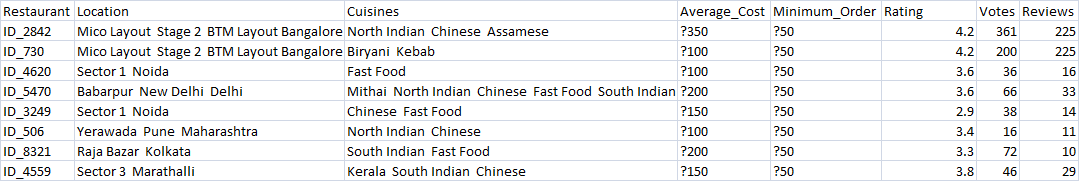 Restaurant Location Cuisines Average_Cost Minimum_Order Rating Votes Reviews
ID_2842 Mico Layout Stage 2 BTM Layout Bangalore North Indian Chinese Assamese ?350 ?50 4.2 361 225
ID_730 Mico Layout Stage 2 BTM Layout Bangalore Biryani Kebab ?100 ?50 4.2 200 225
ID_4620 Sector 1 Noida Fast Food ?100 ?50 3.6 36 16
ID_5470 Babarpur New Delhi Delhi Mithai North Indian Chinese Fast Food South Indian ?200 ?50 3.6 66 33
ID_3249 Sector 1 Noida Chinese Fast Food ?150 ?50 2.9 38 14
ID_506 Yerawada Pune Maharashtra North Indian Chinese ?100 ?50 3.4 16 11
ID_8321 Raja Bazar Kolkata South Indian Fast Food ?200 ?50 3.3 72 10
ID_4559 Sector 3 Marathalli Kerala South Indian Chinese ?150 ?50 3.8 46 29